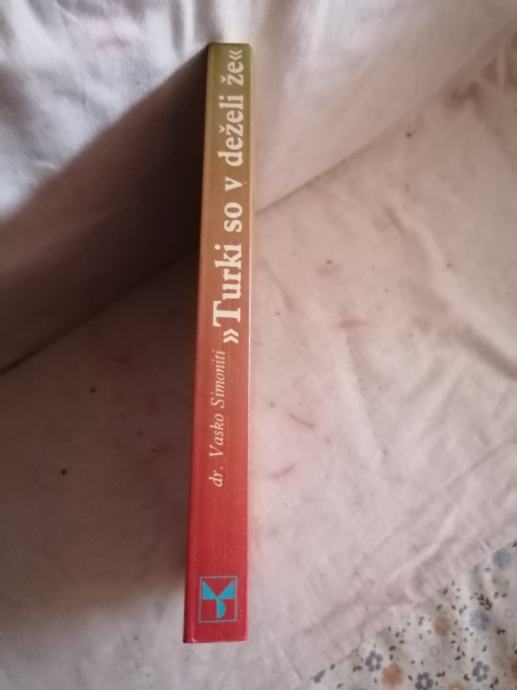 dr. Vasko Simoniti
»Turki so v deželi že«